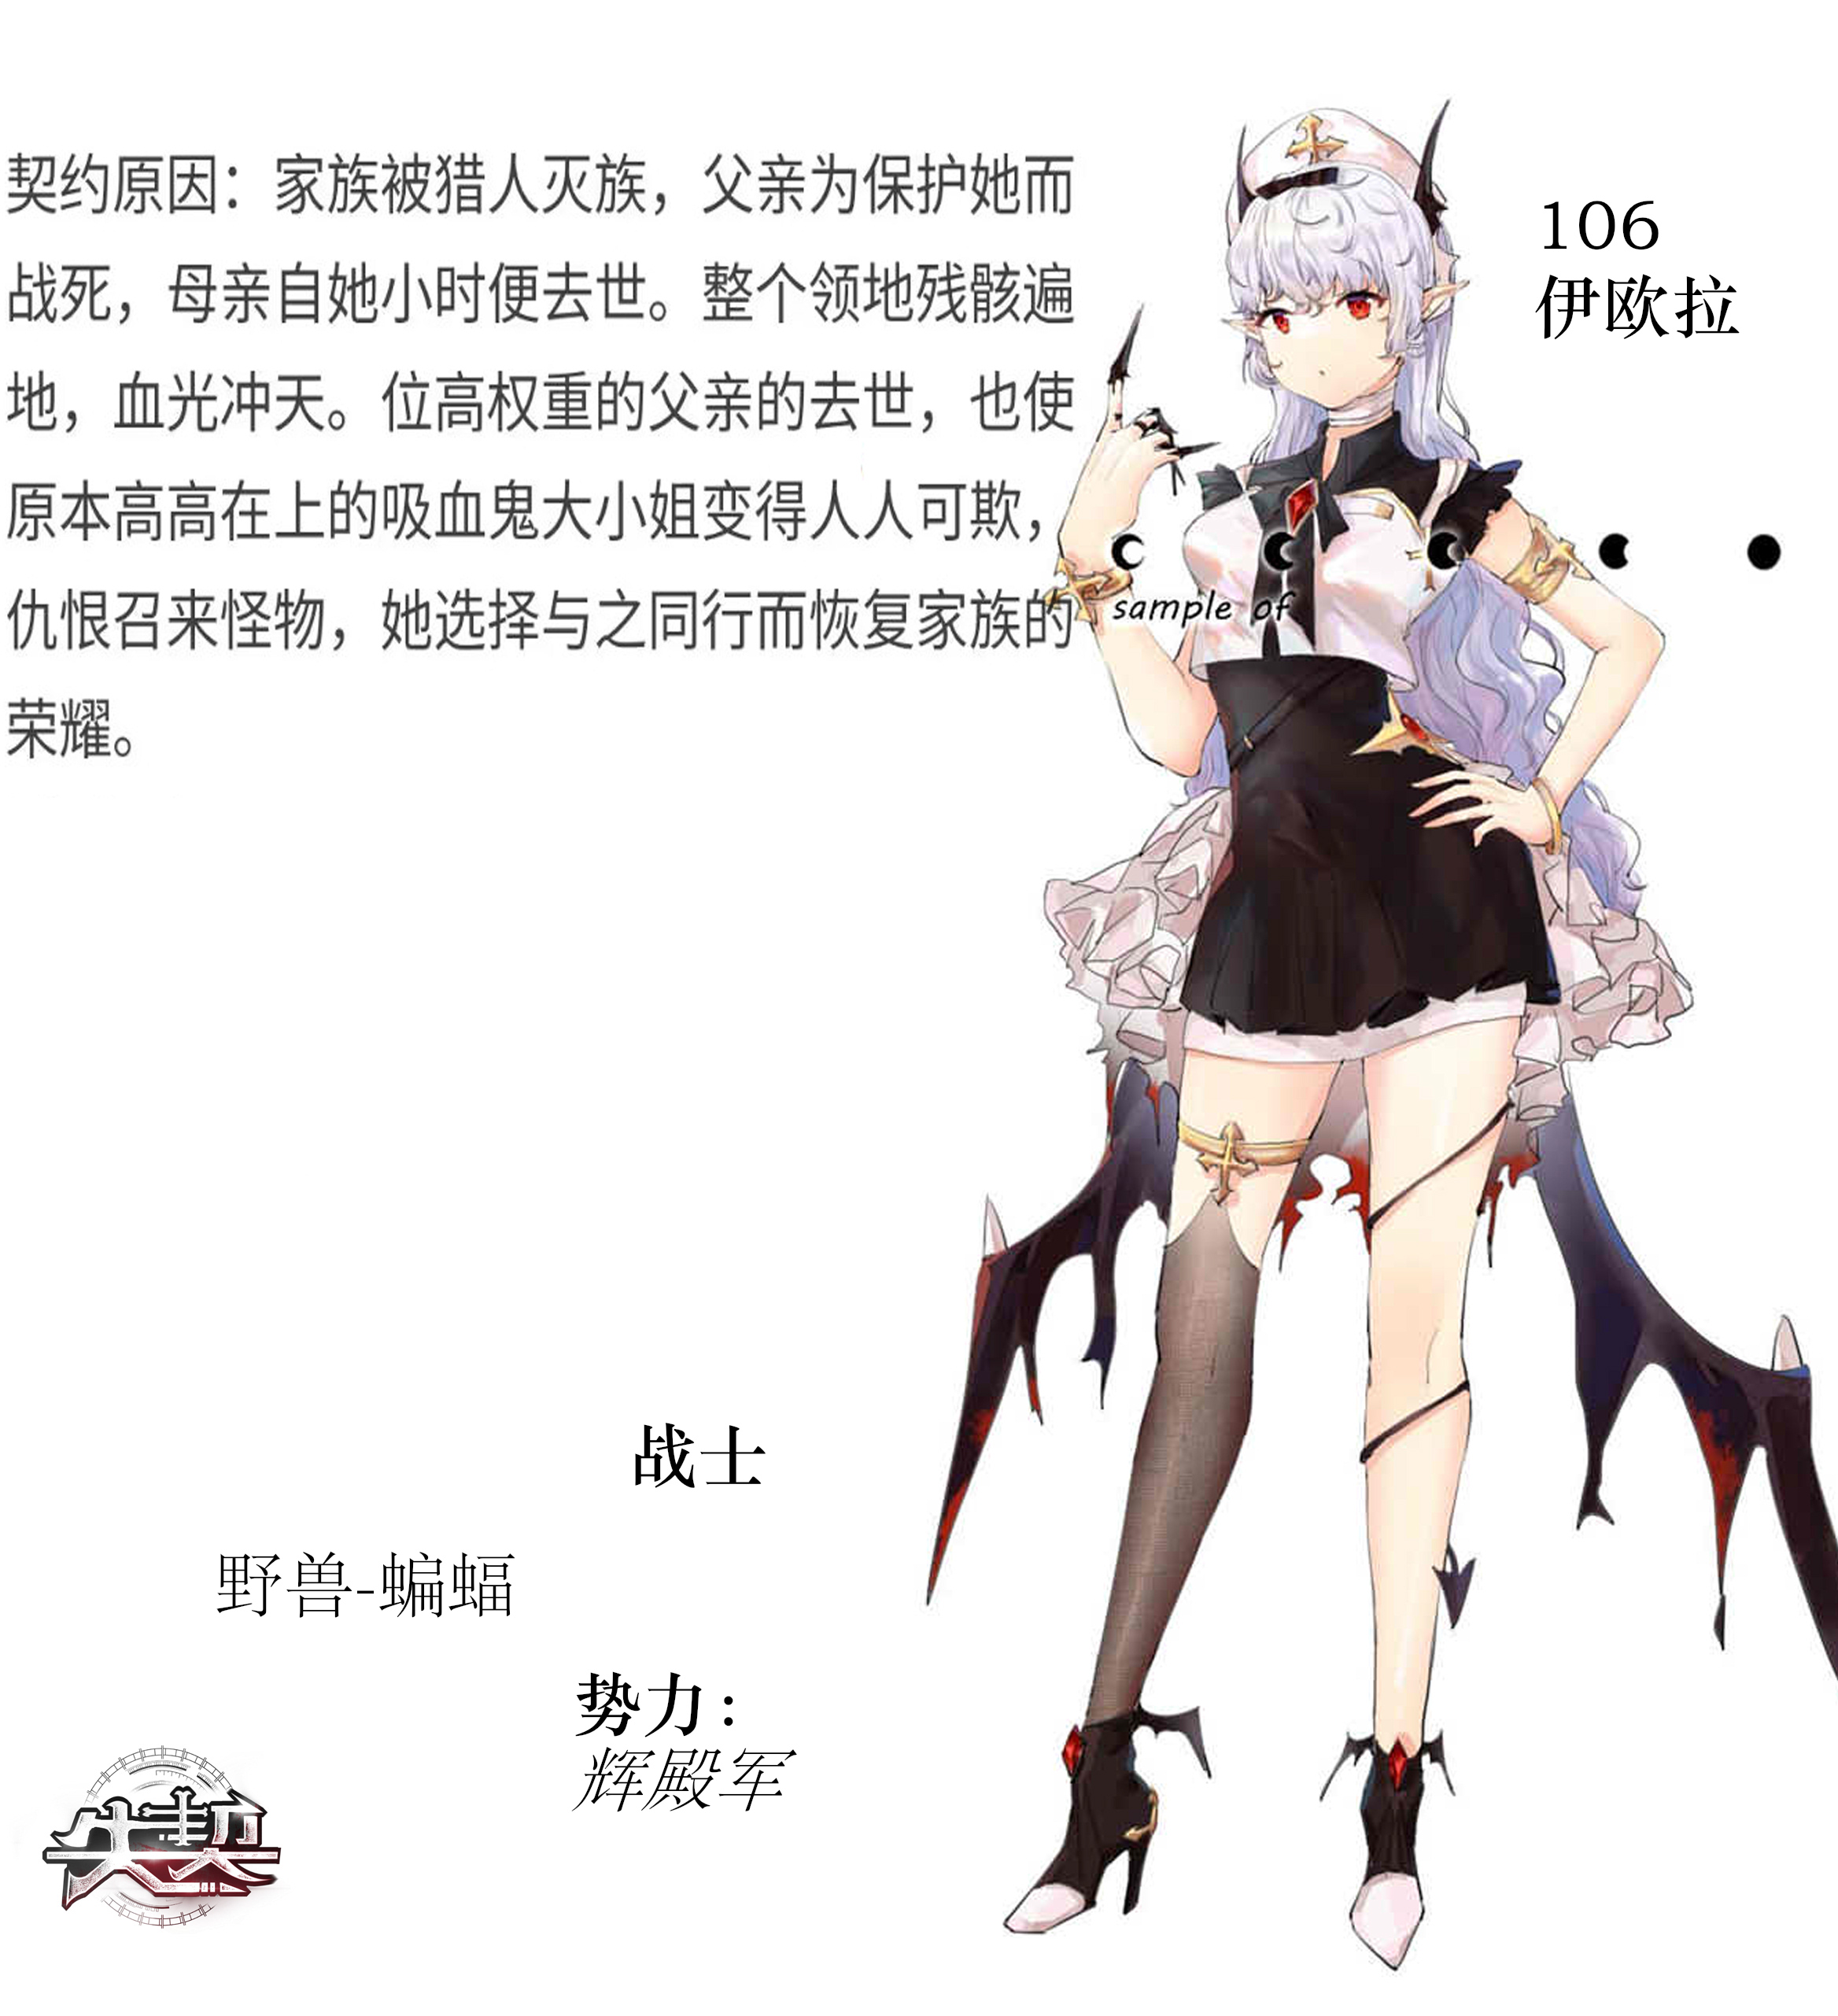 契约原因：家族被猎人灭族，父亲为保护她而
战死，母亲自她小时便去世。整个领地残骸遍
地，血光冲天。位高权重的父亲的去世，也使
原本高高在上的吸血鬼大小姐变得人人可欺，
仇恨召来怪物，她选择与之同行而恢复家族的
荣耀。
106
伊欧拉
sample of
战士
野兽-蝙蝠
势力：
辉殿军
失契